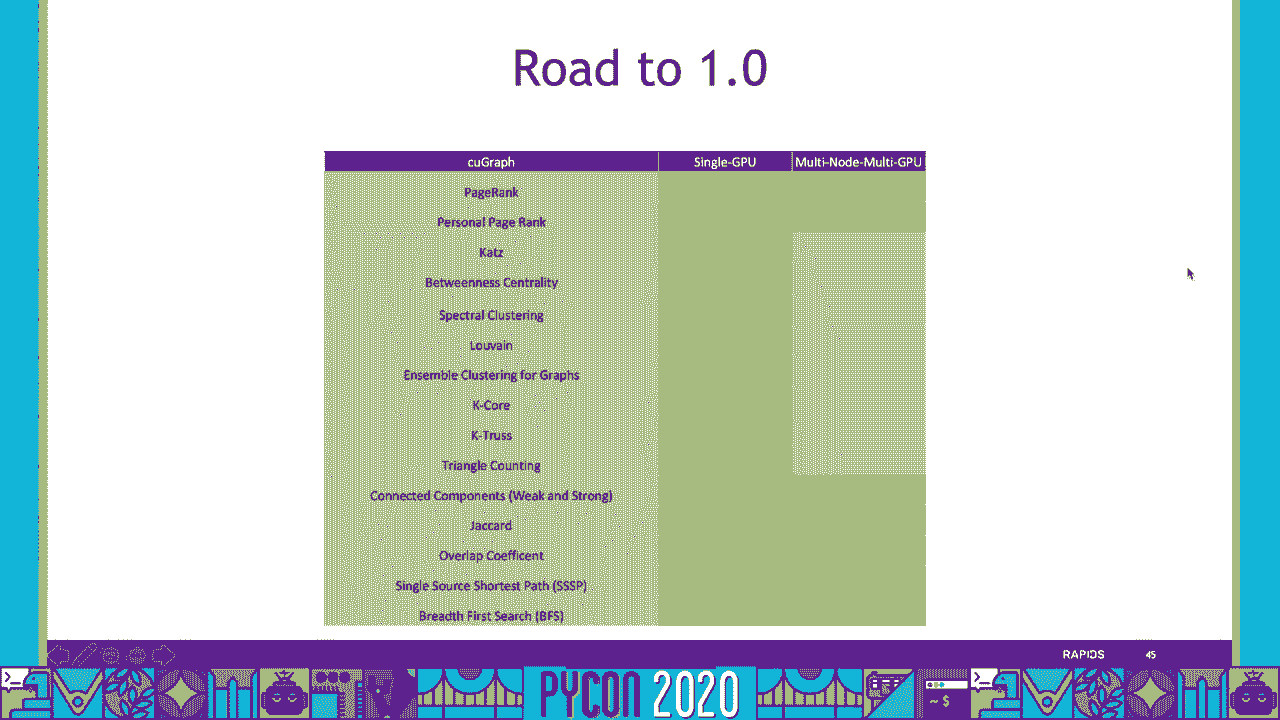 Road to 1.0
cuGraph Single-GPU Multi-Node-Multi-GPU
PageRank
Personal Page Rank
Katz
Betweenness Centrality
Spectral Clustering
Louvain
Ensemble Clustering for Graphs
K-Core
K-Truss
Triangle Counting
Connected Components (Weak and Strong)
Jaccard
Overlap Coefficent
Single Source Shortest Path (SSSP)
Breadth First Search (BFS)
RAPIDS 45
PYCON 2020
~ $